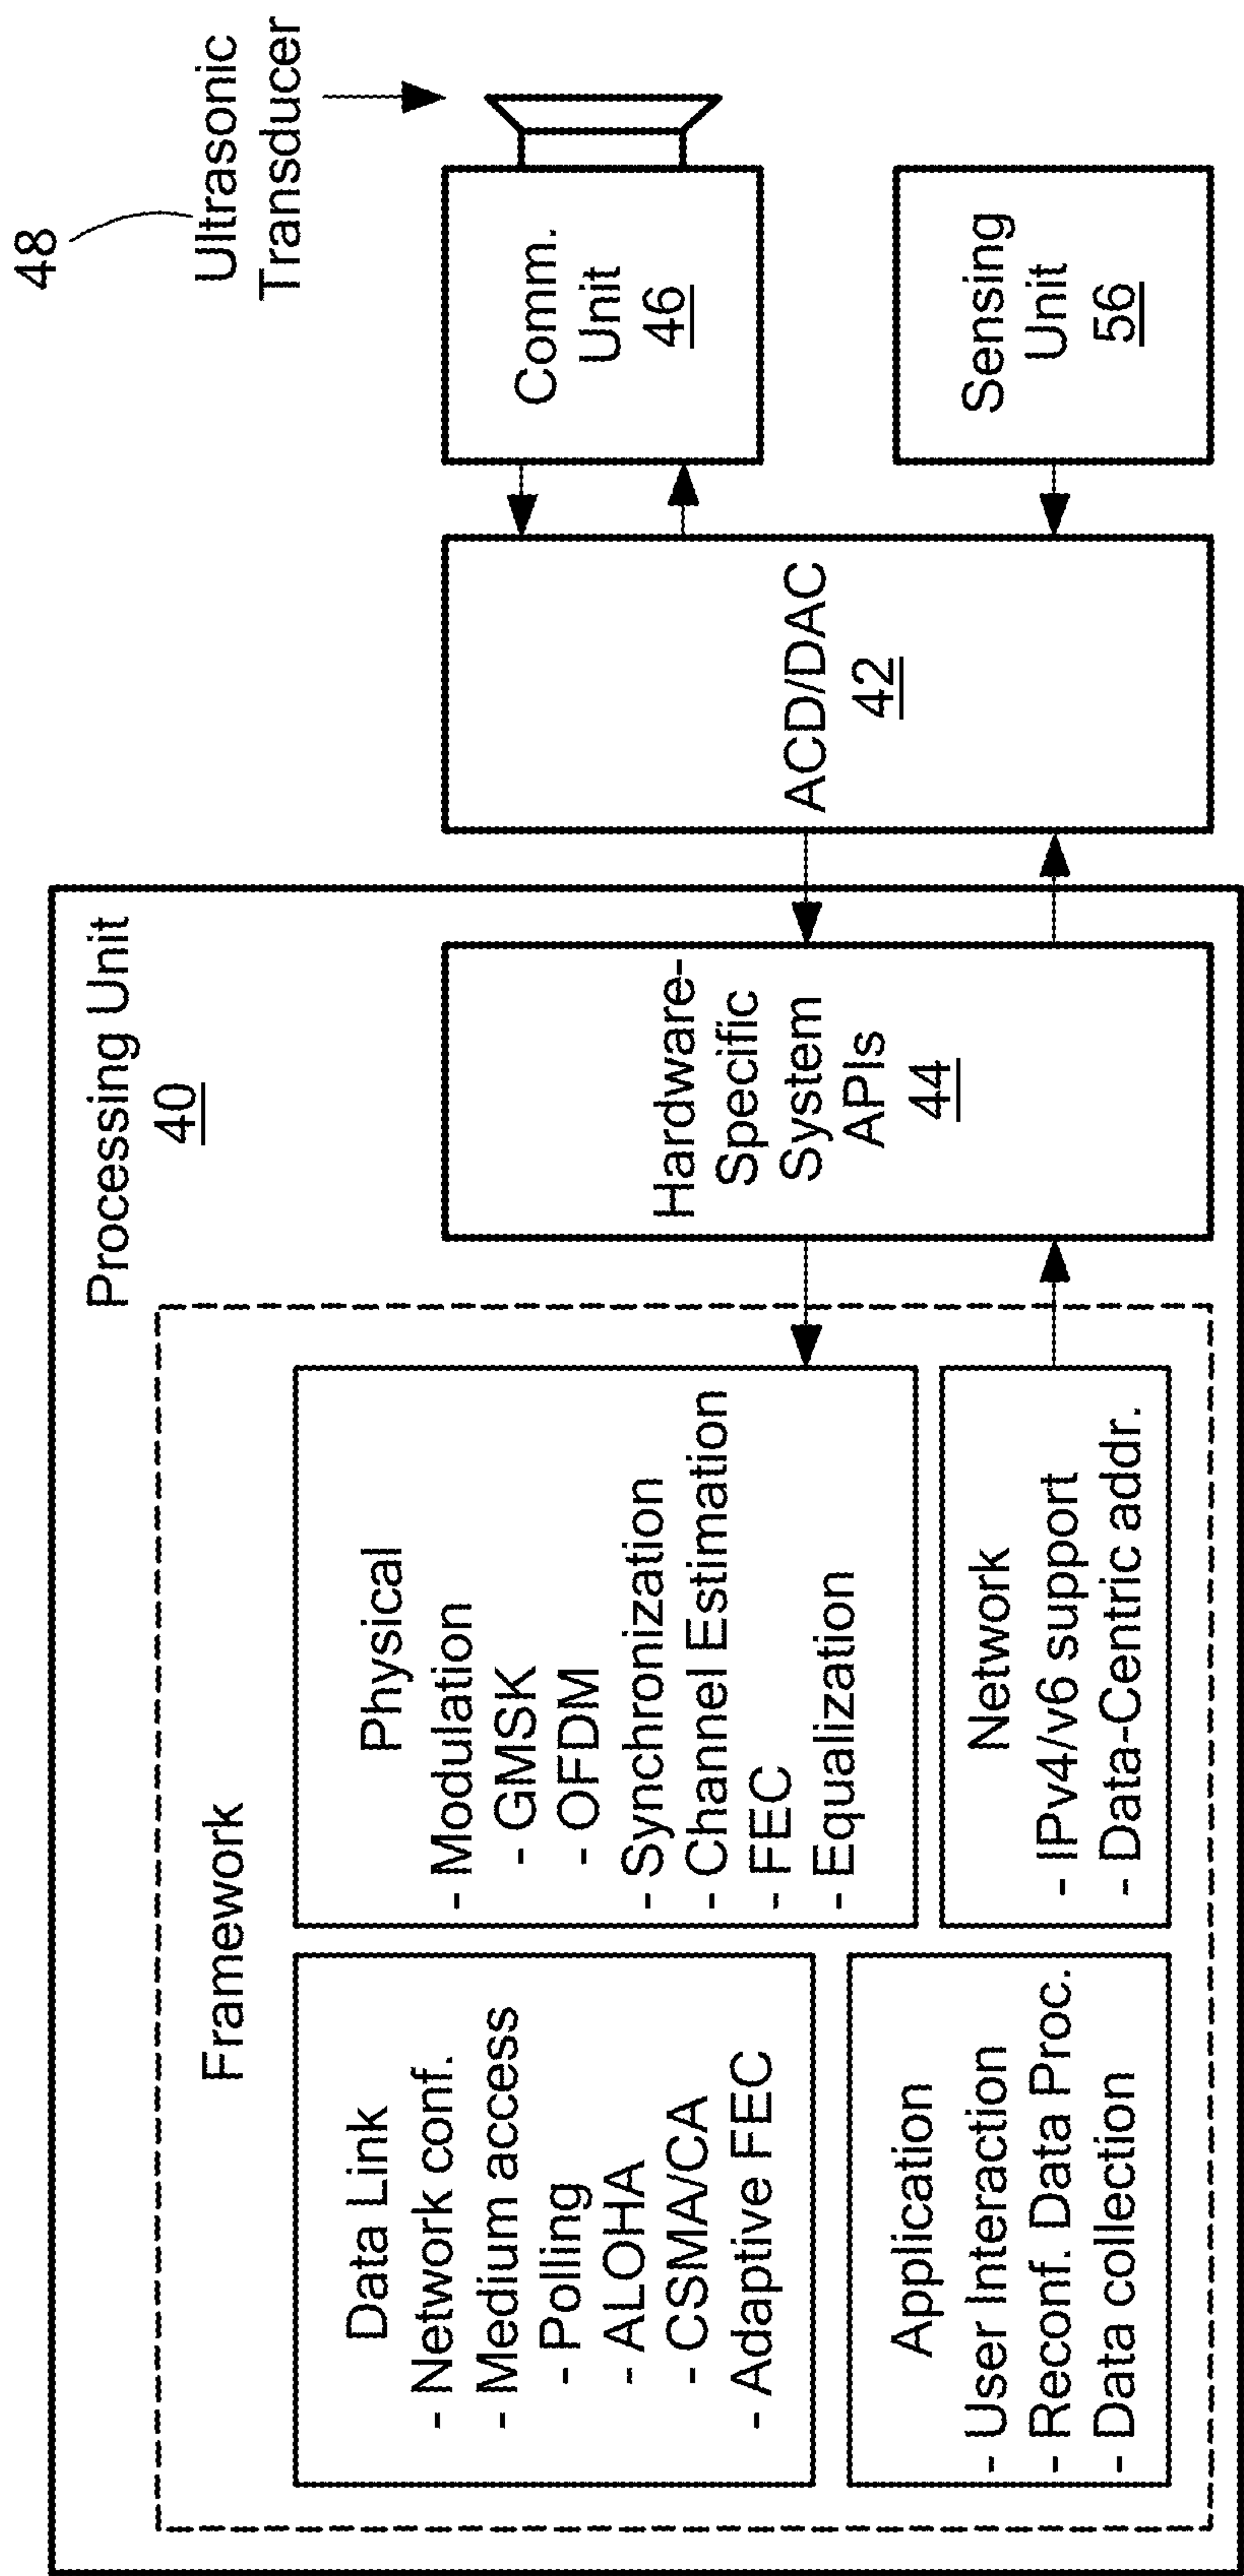 Processing Unit
40
Framework
Data Link
- Network conf.
- Medium access
- Polling
- ALOHA
- CSMA/CA
- Adaptive FEC
Physical
- Modulation
- GMSK
- OFDM
- Synchronization
- Channel Estimation
- FEC
- Equalization
Application
- User Interaction
- Reconf. Data Proc.
- Data collection
Network
- IPv4/v6 support
- Data-Centric addr.
Hardware-
Specific
System
APIs
44
ACD/DAC
42
Comm.
Unit
46
Sensing
Unit
56
48
Ultrasonic
Transducer